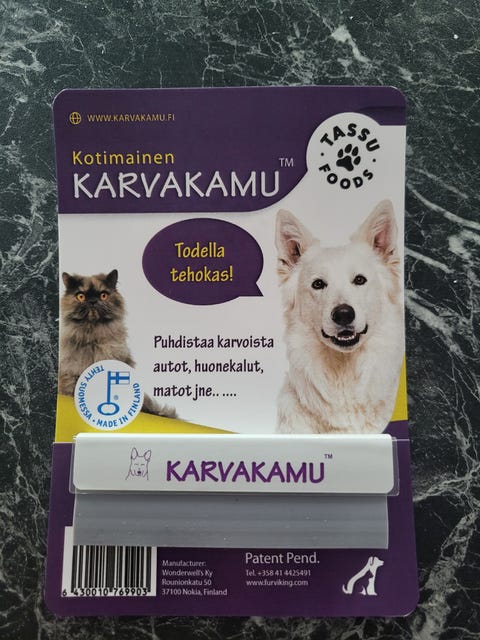 WWW.KARVAKAMU.FI
TASSU
FOODS
Kotimainen
KARVAKAMU™
Todella
tehokas!
Puhdistaa karvoista
autot, huonekalut,
matot jne.. ....
TEHTY SUOMESSA • MADE IN FINLAND
KARVAKAMU™
6 430010 769903
Manufacturer:
Wonderwell's Ky
Rounionkatu 50
37100 Nokia, Finland
Patent Pend.
Tel. +358 41 4425491
www.furviking.com